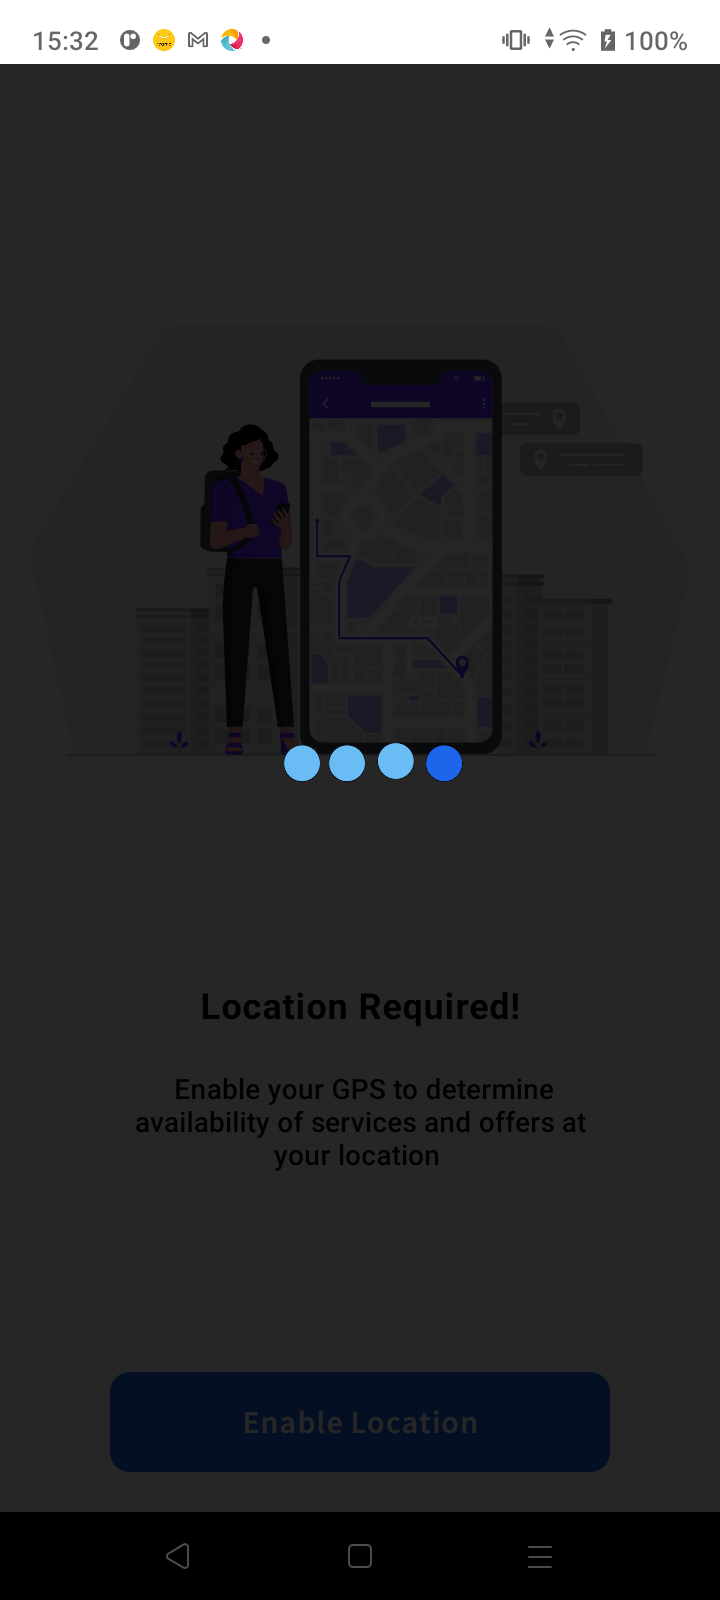 15:32
100%
Location Required!
Enable your GPS to determine
availability of services and offers at
your location
Enable Location